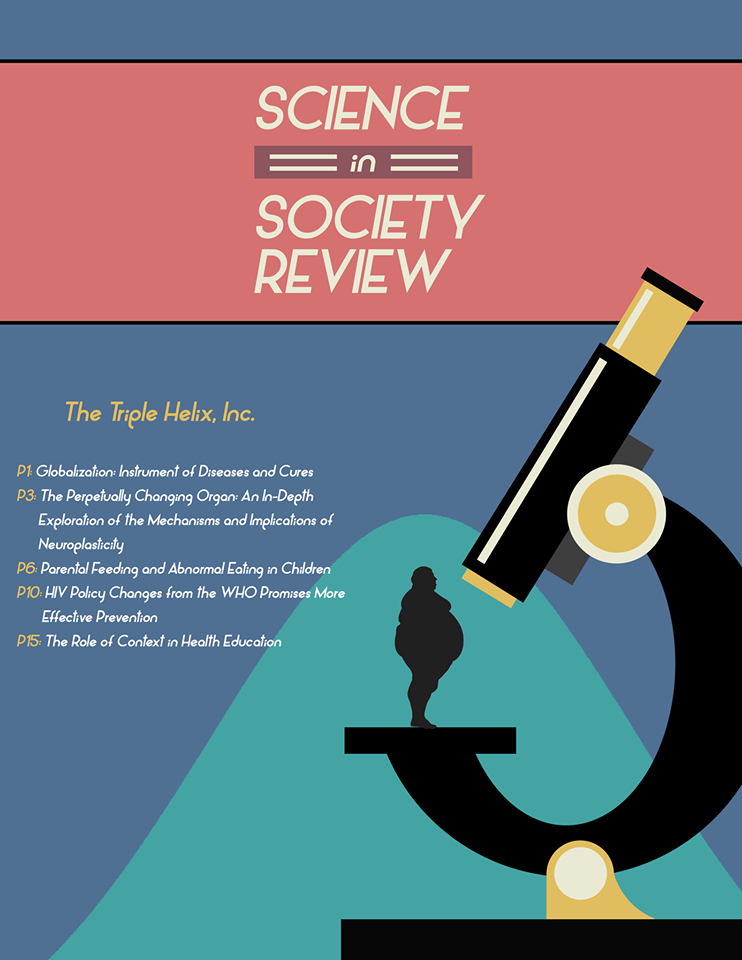 SCIENCE
in
SOCIETY
REVIEW
The Triple Helix, Inc.
P1: Globalization: Instrument of Diseases and Cures
P3: The Perpetually Changing Organ: An In-Depth
Exploration of the Mechanisms and Implications of
Neuroplasticity
P6: Parental Feeding and Abnormal Eating in Children
P10: HIV Policy Changes from the WHO Promises More
Effective Prevention
P15: The Role of Context in Health Education